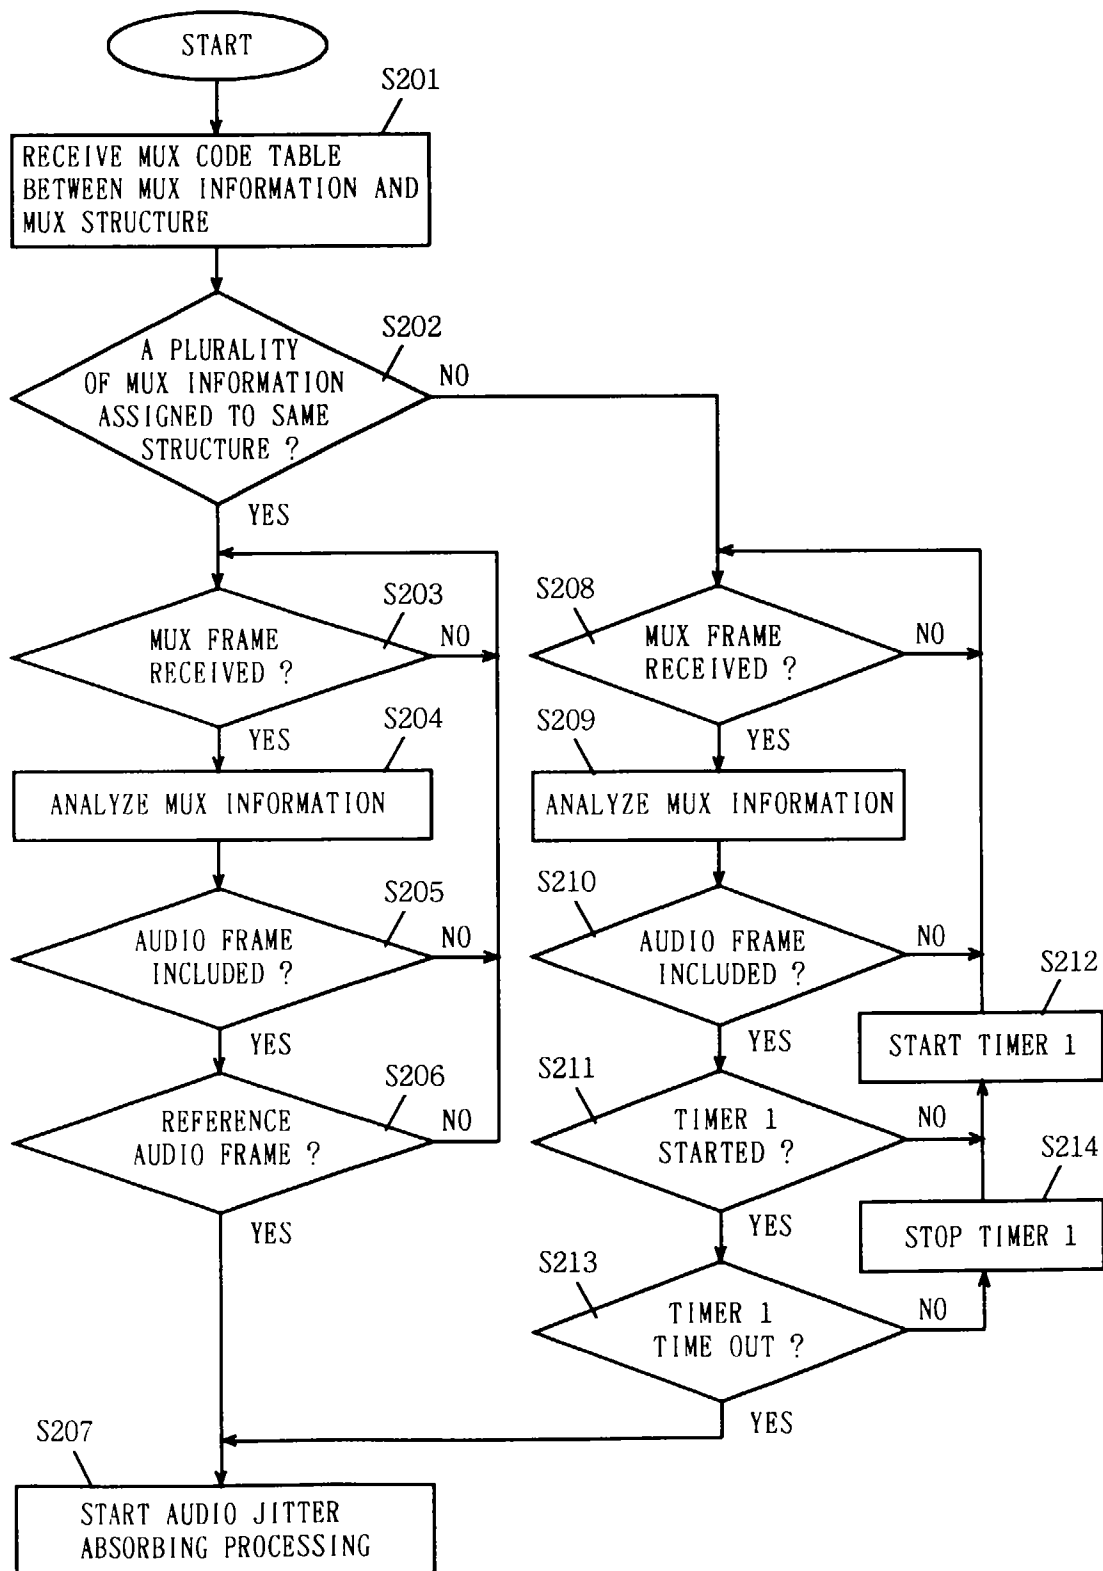 START
S201
RECEIVE MUX CODE TABLE
BETWEEN MUX INFORMATION AND
MUX STRUCTURE
S202
A PLURALITY
OF MUX INFORMATION
ASSIGNED TO SAME
STRUCTURE ?
NO
YES
S203
MUX FRAME
RECEIVED ?
NO
YES
S204
ANALYZE MUX INFORMATION
S205
AUDIO FRAME
INCLUDED ?
NO
YES
S206
REFERENCE
AUDIO FRAME ?
NO
YES
S208
MUX FRAME
RECEIVED ?
NO
YES
S209
ANALYZE MUX INFORMATION
S210
AUDIO FRAME
INCLUDED ?
NO
YES
S212
START TIMER 1
S211
TIMER 1
STARTED ?
NO
YES
S214
STOP TIMER 1
S213
TIMER 1
TIME OUT ?
NO
YES
S207
START AUDIO JITTER
ABSORBING PROCESSING